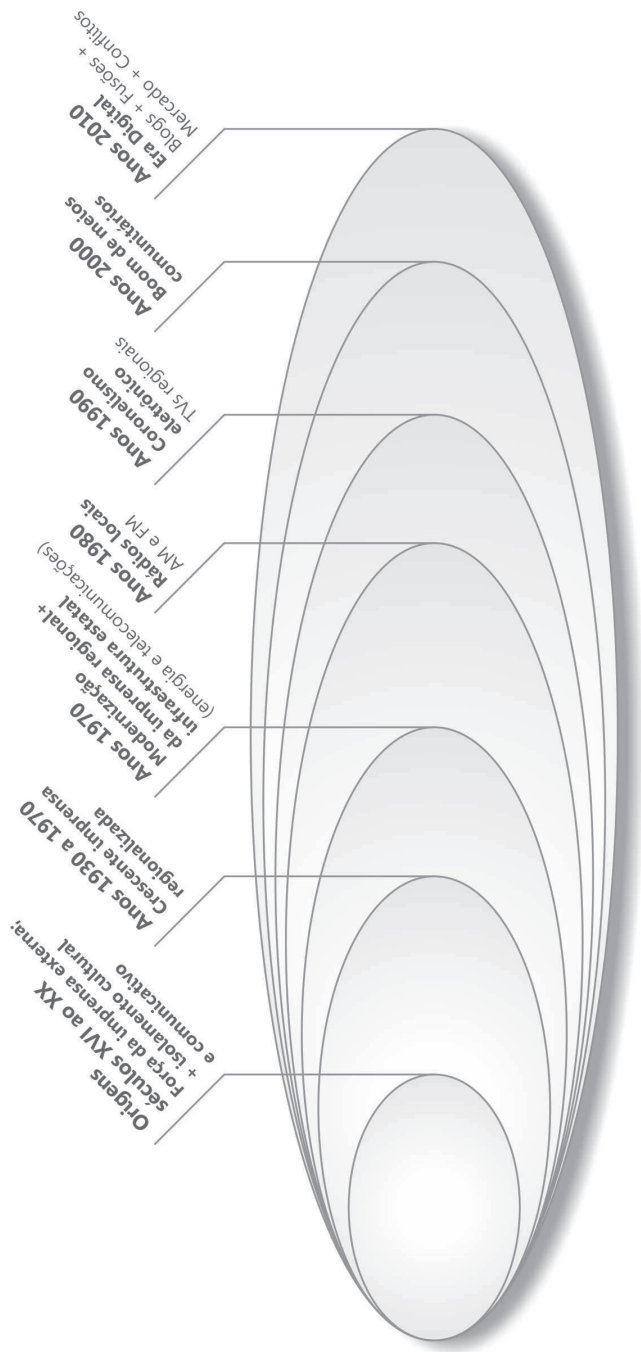 Origens
séculos XVI ao XX
Força da imprensa externa;
+ isolamento cultural
e comunicativo
Anos 1930 a 1970
Crescente imprensa
regionalizada
Anos 1970
Modernização
da imprensa regional+
infraestrutura estatal
(energia e telecomunicações)
Anos 1980
Rádios locais
AM e FM
Anos 1990
Coronelismo
eletrônico
TVs regionais
Anos 2000
Boom de meios
comunitários
Anos 2010
Era Digital
Blogs + Fusões +
Mercado + Conflitos